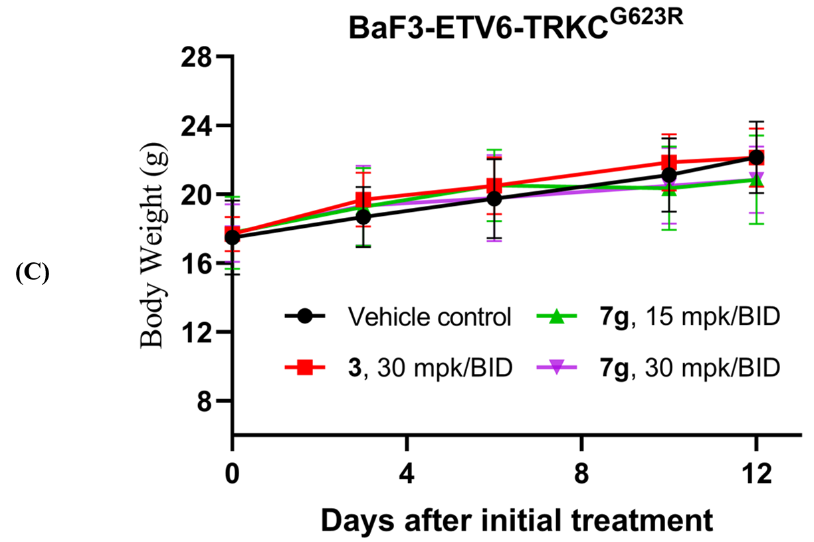 BaF3-ETV6-TRKC^G623R
(C)
Body Weight (g)
28
24
20
16
12
8
Vehicle control
7g, 15 mpk/BID
3, 30 mpk/BID
7g, 30 mpk/BID
0 4 8 12
Days after initial treatment